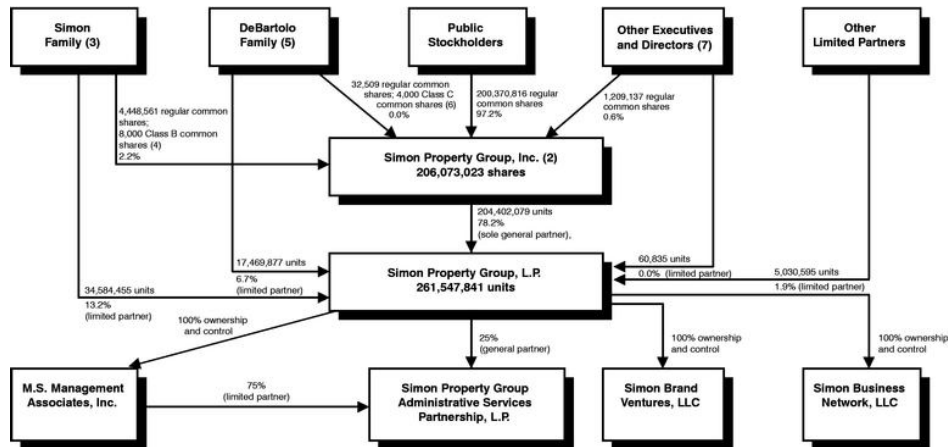 Simon
Family (3)
DeBartolo
Family (5)
Public
Stockholders
Other Executives
and Directors (7)
Other
Limited Partners
4,448,561 regular common
shares;
8,000 Class B common
shares (4)
2.2%
32,509 regular common
shares; 4,000 Class C
common shares (6)
0.0%
200,370,816 regular
common shares
97.2%
1,209,137 regular
common shares
0.6%
Simon Property Group, Inc. (2)
206,073,023 shares
204,402,079 units
78.2%
(sole general partner),
34,584,455 units
13.2%
(limited partner)
17,469,877 units
6.7%
(limited partner)
Simon Property Group, L.P.
261,547,841 units
60,835 units
0.0% (limited partner)
5,030,595 units
1.9% (limited partner)
100% ownership
and control
25%
(general partner)
100% ownership
and control
100% ownership
and control
M.S. Management
Associates, Inc.
75%
(limited partner)
Simon Property Group
Administrative Services
Partnership, L.P.
Simon Brand
Ventures, LLC
Simon Business
Network, LLC